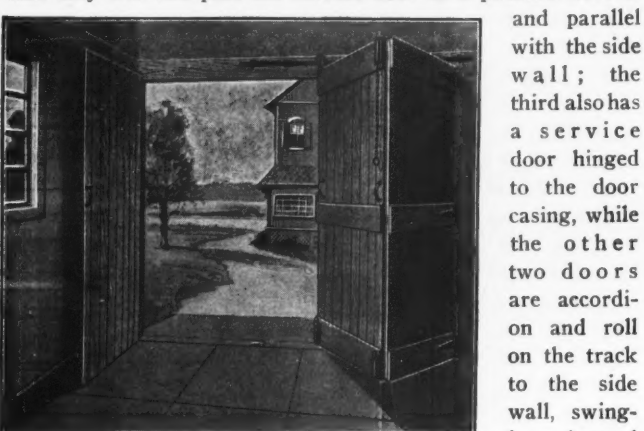 and parallel
with the side
wall; the
third also has
a service
door hinged
to the door
casing, while
the other
two doors
are accordi-
on and roll
on the track
to the side
wall, swing-